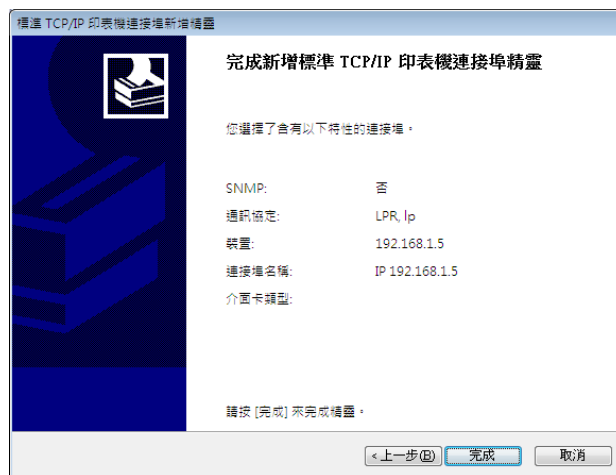 標準 TCP/IP 印表機連接埠新增精靈
完成新增標準 TCP/IP 印表機連接埠精靈
您選擇了含有以下特性的連接埠。
SNMP: 否
通訊協定: LPR, lp
裝置: 192.168.1.5
連接埠名稱: IP 192.168.1.5
介面卡類型:
請按 [完成] 來完成精靈。
<上一步(B) 完成 取消